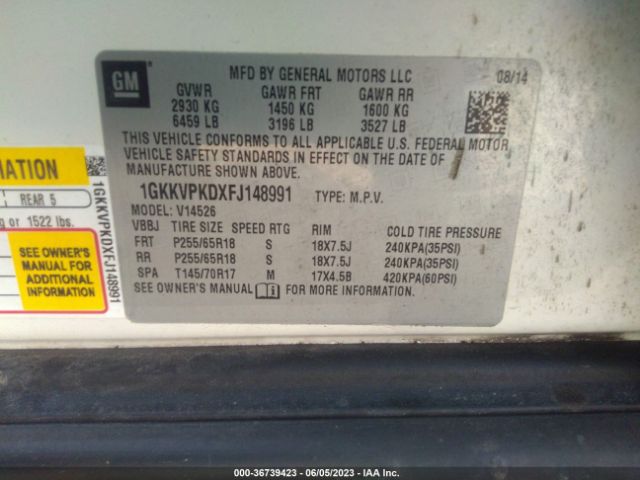 GM
MFD BY GENERAL MOTORS LLC 08/14
GVWR GAWR FRT GAWR RR
2930 KG 1450 KG 1600 KG
6459 LB 3196 LB 3527 LB
THIS VEHICLE CONFORMS TO ALL APPLICABLE U.S. FEDERAL MOTOR
VEHICLE SAFETY STANDARDS IN EFFECT ON THE DATE OF
MANUFACTURE SHOWN ABOVE.
1GKKVPKDXFJ148991 TYPE: M.P.V.
MODEL: V14526
VBBJ TIRE SIZE SPEED RTG RIM COLD TIRE PRESSURE
FRT P255/65R18 S 18X7.5J 240KPA(35PSI)
RR P255/65R18 S 18X7.5J 240KPA(35PSI)
SPA T145/70R17 M 17X4.5B 420KPA(60PSI)
SEE OWNER'S MANUAL FOR MORE INFORMATION.
REAR 5
or 1522 lbs.
SEE OWNER'S
MANUAL FOR
ADDITIONAL
INFORMATION
1GKKVPKDXFJ148991
000-36739423 - 06/05/2023 - IAA Inc.